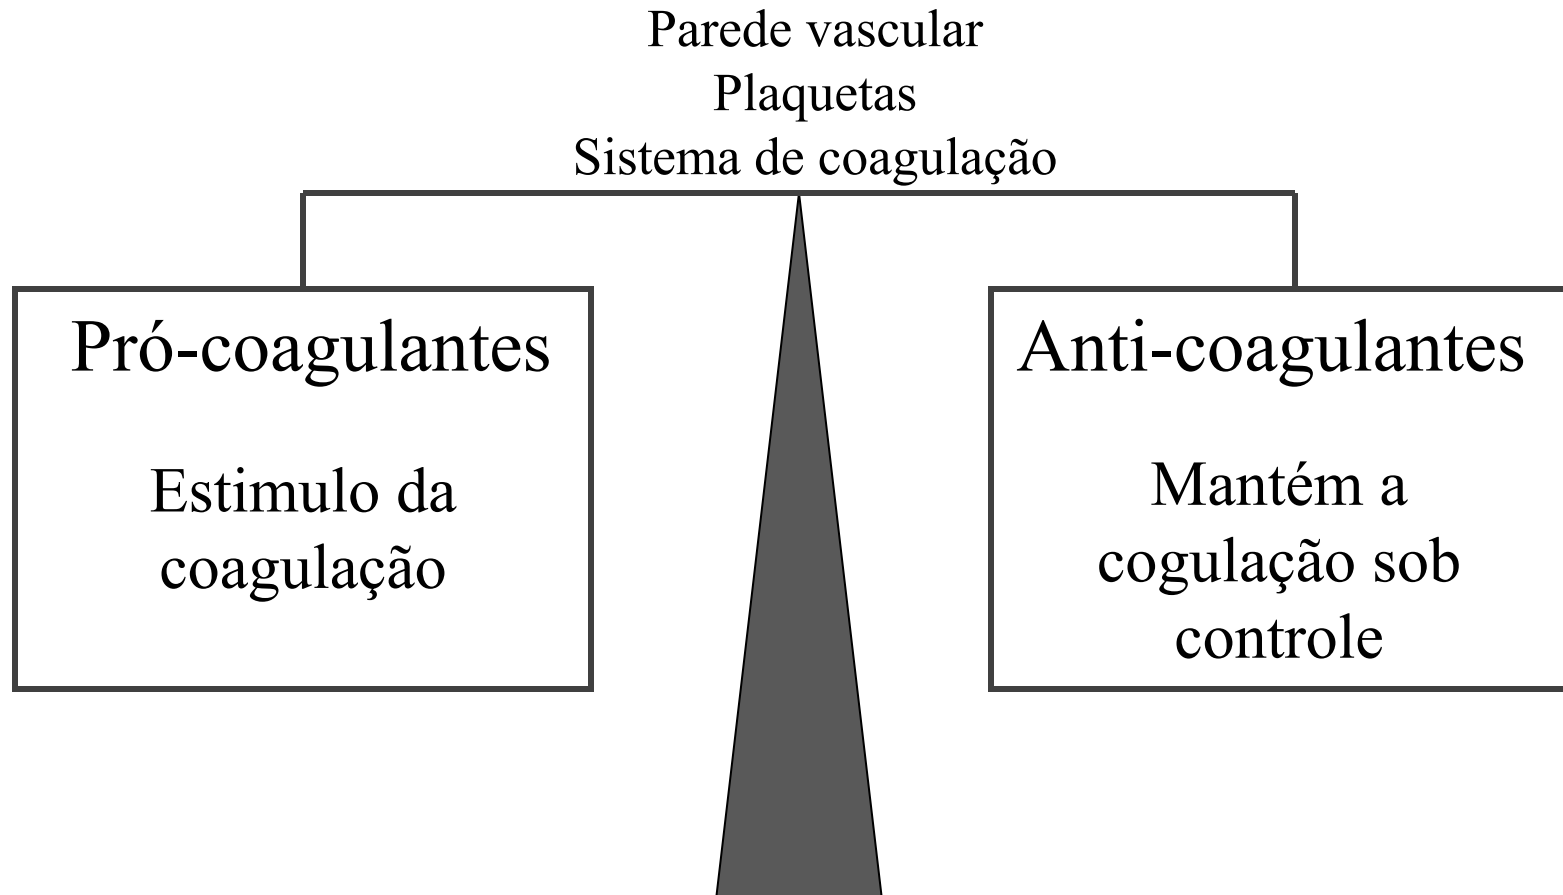 Parede vascular
Plaquetas
Sistema de coagulação
Pró-coagulantes
Estimulo da
coagulação
Anti-coagulantes
Mantém a
cogulação sob
controle